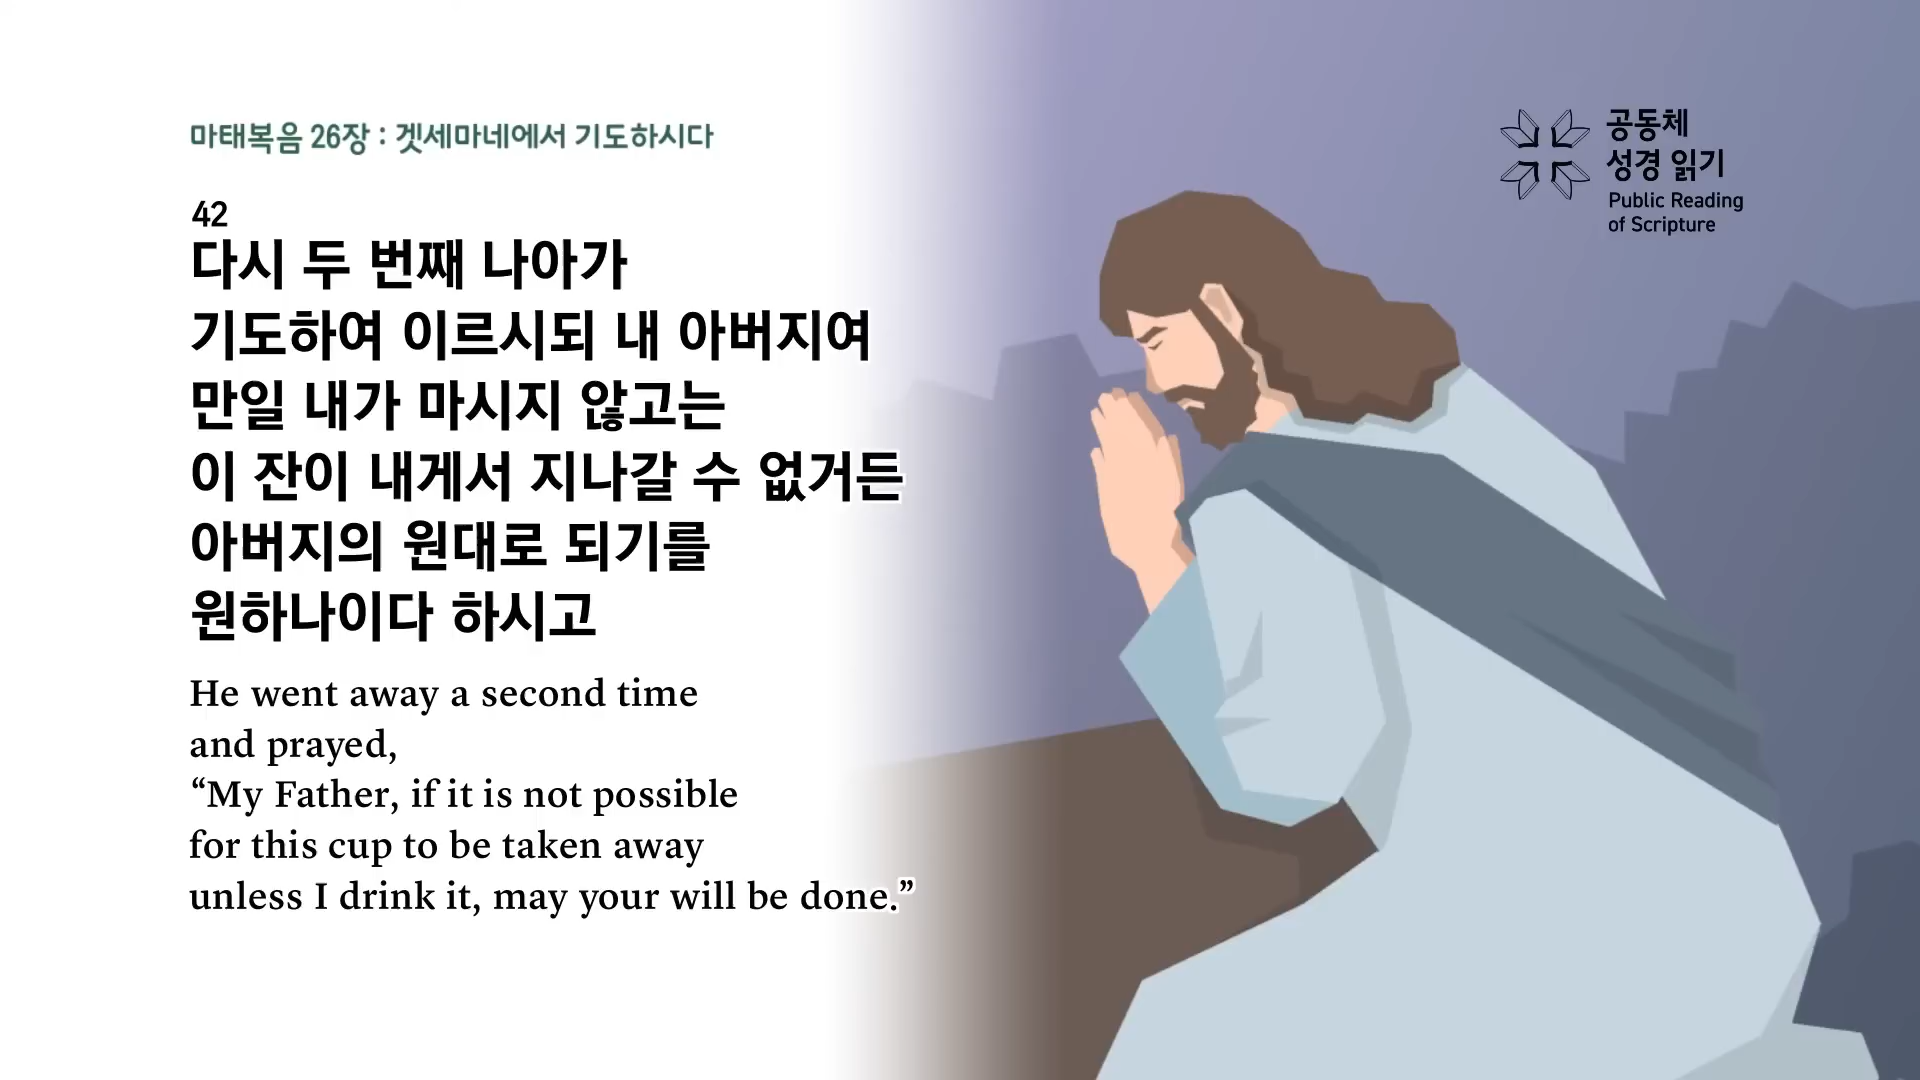 마태복음 26장 : 겟세마네에서 기도하시다
42
다시 두 번째 나아가
기도하여 이르시되 내 아버지여
만일 내가 마시지 않고는
이 잔이 내게서 지나갈 수 없거든
아버지의 원대로 되기를
원하나이다 하시고
He went away a second time
and prayed,
“My Father, if it is not possible
for this cup to be taken away
unless I drink it, may your will be done.”
공동체
성경 읽기
Public Reading
of Scripture